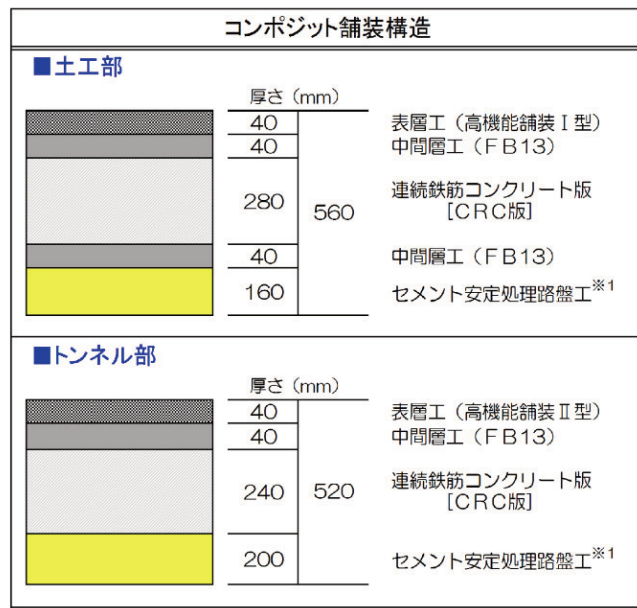 コンポジット舗装構造
■土工部
厚さ（mm）
40 表層工（高機能舗装Ⅰ型）
40 中間層工（ＦＢ13）
280 560 連続鉄筋コンクリート版
［ＣＲＣ版］
40 中間層工（ＦＢ13）
160 セメント安定処理路盤工※1
■トンネル部
厚さ（mm）
40 表層工（高機能舗装Ⅱ型）
40 中間層工（ＦＢ13）
240 520 連続鉄筋コンクリート版
［ＣＲＣ版］
200 セメント安定処理路盤工※1